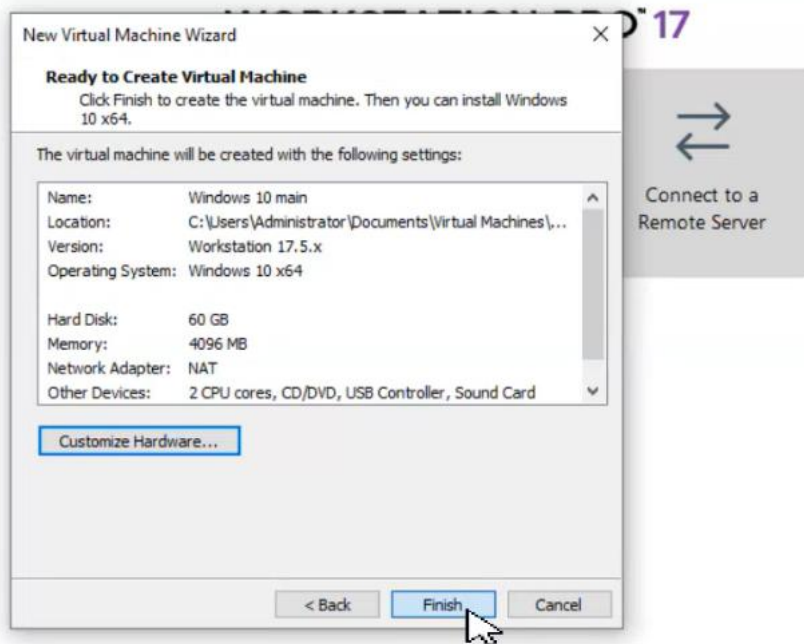 WORKSTATION PRO™ 17
New Virtual Machine Wizard
Ready to Create Virtual Machine
Click Finish to create the virtual machine. Then you can install Windows
10 x64.
The virtual machine will be created with the following settings:
Name: Windows 10 main
Location: C:\Users\Administrator\Documents\Virtual Machines\...
Version: Workstation 17.5.x
Operating System: Windows 10 x64
Hard Disk: 60 GB
Memory: 4096 MB
Network Adapter: NAT
Other Devices: 2 CPU cores, CD/DVD, USB Controller, Sound Card
Customize Hardware...
< Back Finish Cancel
Connect to a
Remote Server